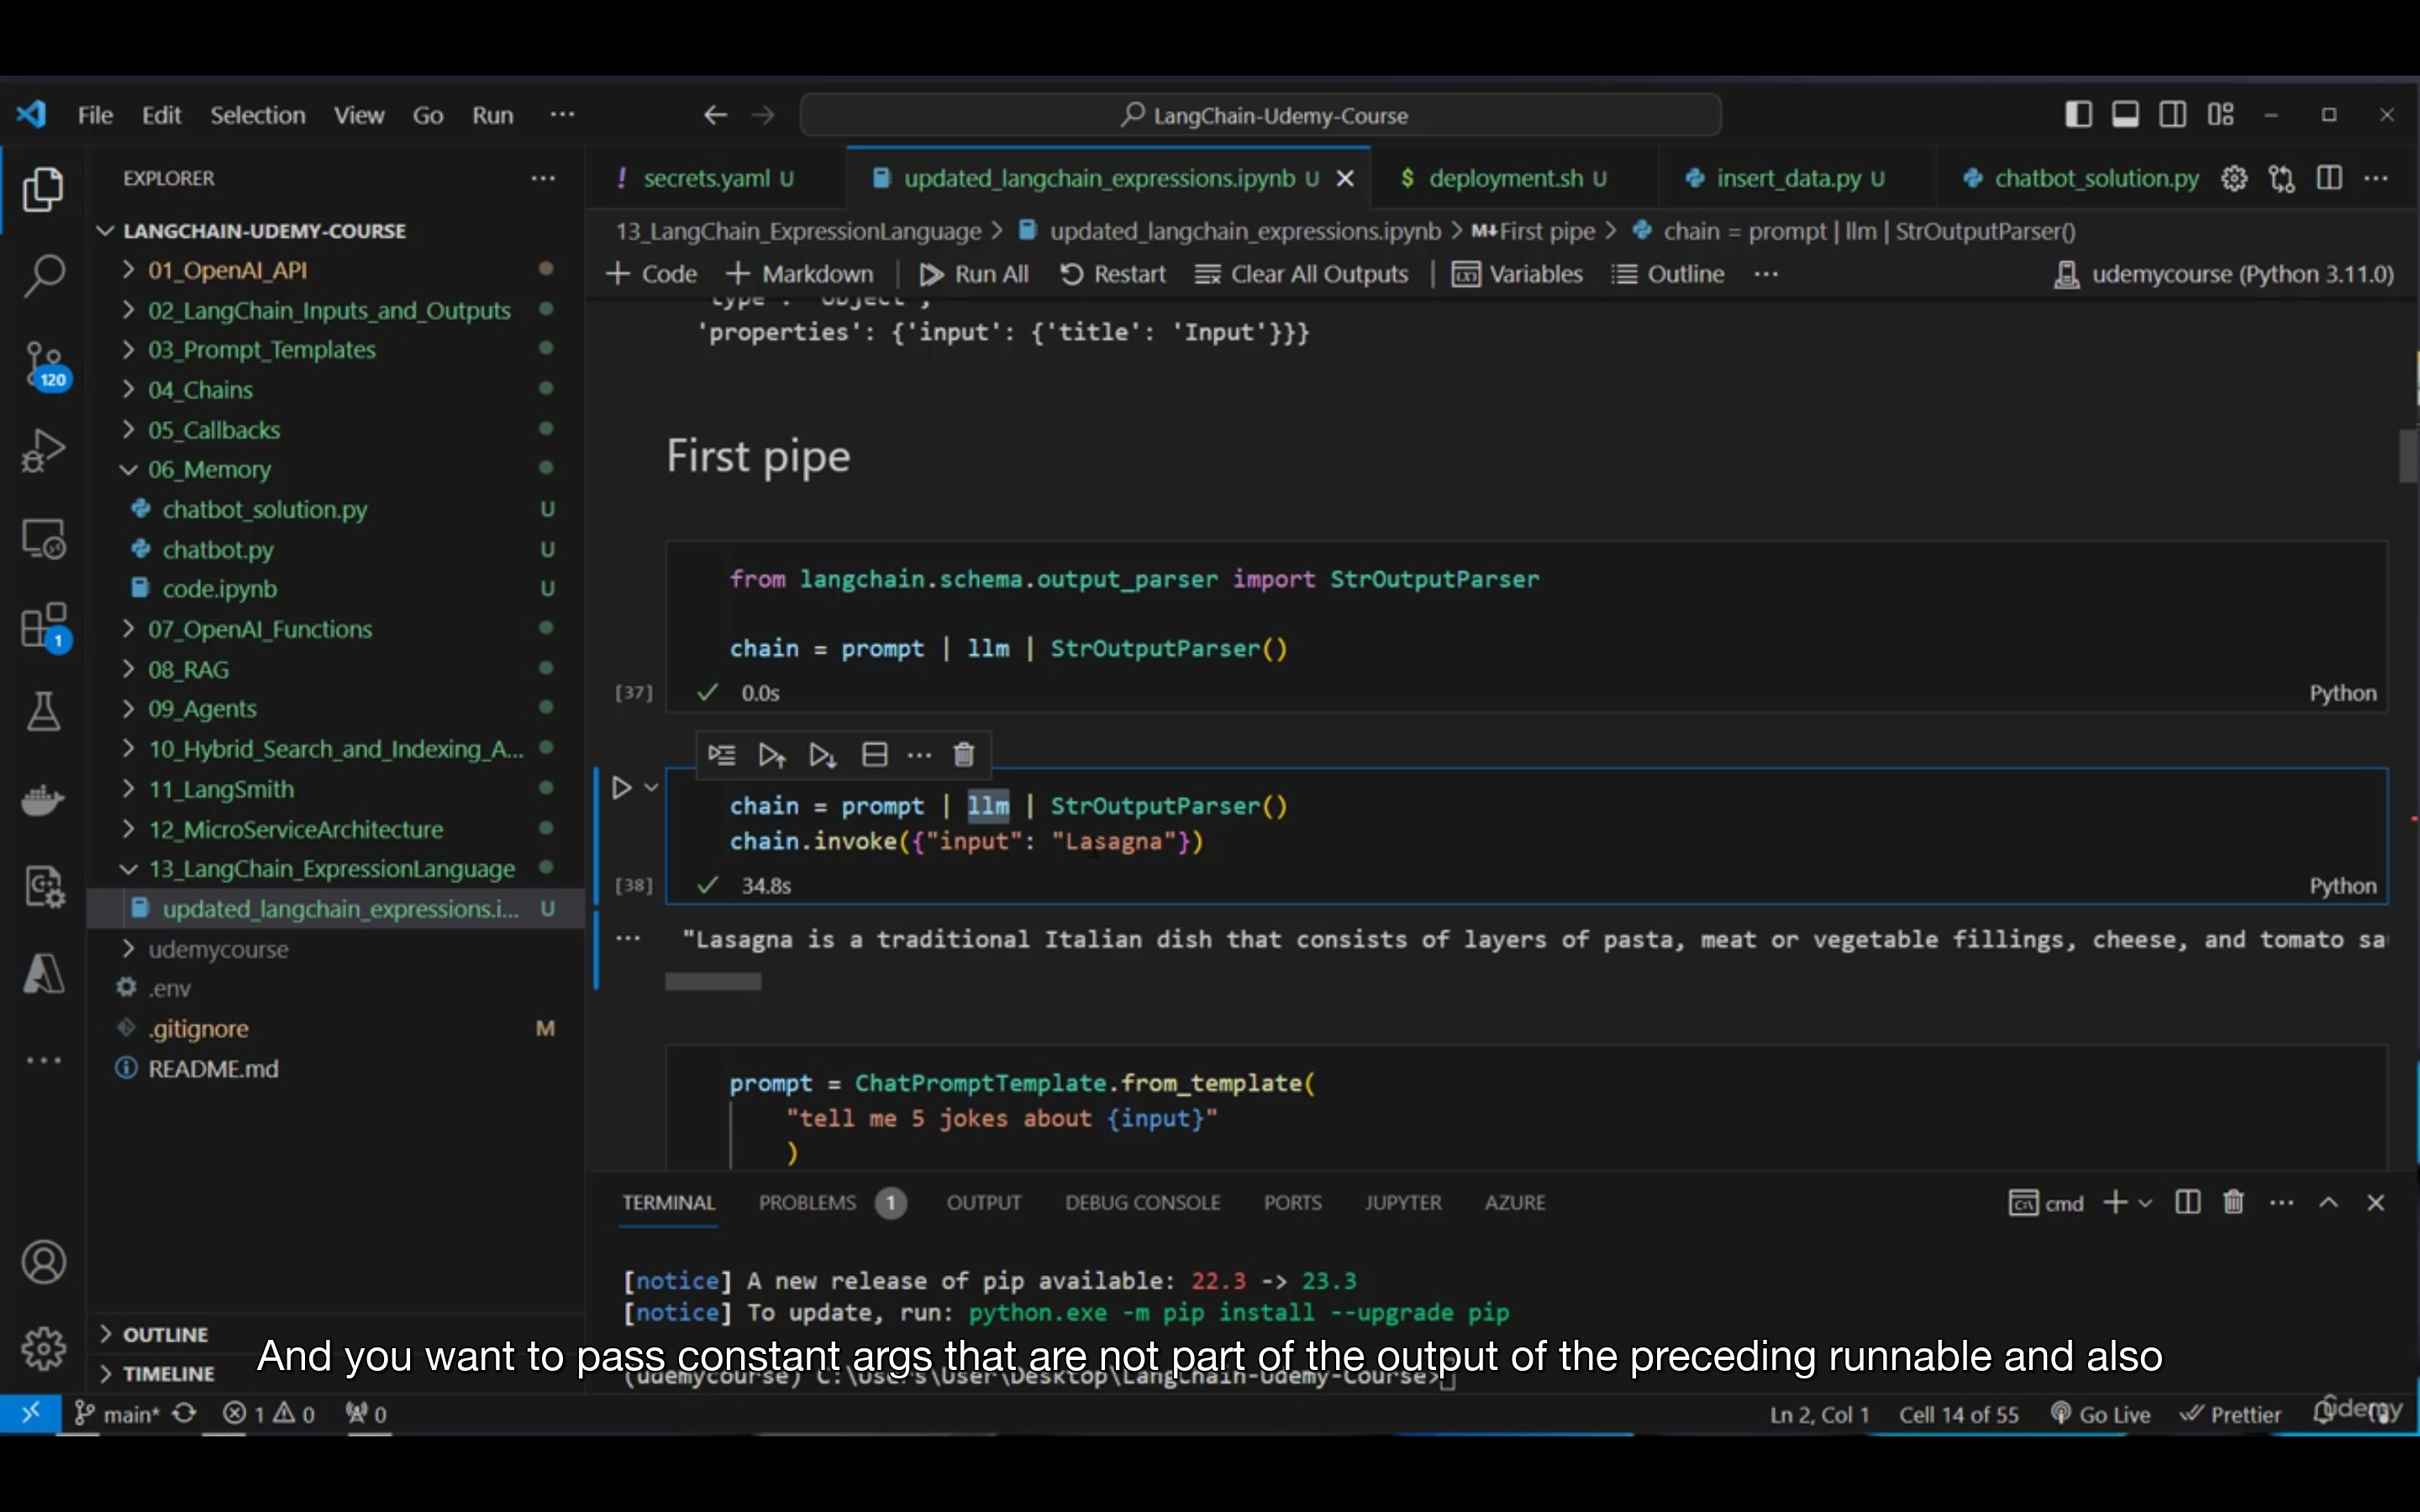 File Edit Selection View Go Run ...
LangChain-Udemy-Course
EXPLORER
LANGCHAIN-UDEMY-COURSE
01_OpenAI_API
02_LangChain_Inputs_and_Outputs
03_Prompt_Templates
04_Chains
05_Callbacks
06_Memory
chatbot_solution.py U
chatbot.py U
code.ipynb U
07_OpenAI_Functions
08_RAG
09_Agents
10_Hybrid_Search_and_Indexing_A...
11_LangSmith
12_MicroServiceArchitecture
13_LangChain_ExpressionLanguage
updated_langchain_expressions.i... U
udemycourse
.env
.gitignore M
README.md
OUTLINE
TIMELINE
120
1
secrets.yaml U updated_langchain_expressions.ipynb U deployment.sh U insert_data.py U chatbot_solution.py
13_LangChain_ExpressionLanguage > updated_langchain_expressions.ipynb > M↓First pipe > chain = prompt | llm | StrOutputParser()
+ Code + Markdown | Run All Restart Clear All Outputs | Variables Outline ... udemycourse (Python 3.11.0)
'type': 'object',
'properties': {'input': {'title': 'Input'}}}
First pipe
from langchain.schema.output_parser import StrOutputParser
chain = prompt | llm | StrOutputParser()
[37] 0.0s Python
chain = prompt | llm | StrOutputParser()
chain.invoke({"input": "Lasagna"})
[38] 34.8s Python
"Lasagna is a traditional Italian dish that consists of layers of pasta, meat or vegetable fillings, cheese, and tomato sa
prompt = ChatPromptTemplate.from_template(
"tell me 5 jokes about {input}"
)
TERMINAL PROBLEMS 1 OUTPUT DEBUG CONSOLE PORTS JUPYTER AZURE cmd
[notice] A new release of pip available: 22.3 -> 23.3
[notice] To update, run: python.exe -m pip install --upgrade pip
And you want to pass constant args that are not part of the output of the preceding runnable and also
(udemycourse) C:\Users\User\Desktop\LangChain-Udemy-Course>
main* 1 0 0 Ln 2, Col 1 Cell 14 of 55 Go Live Prettier
ûdemy